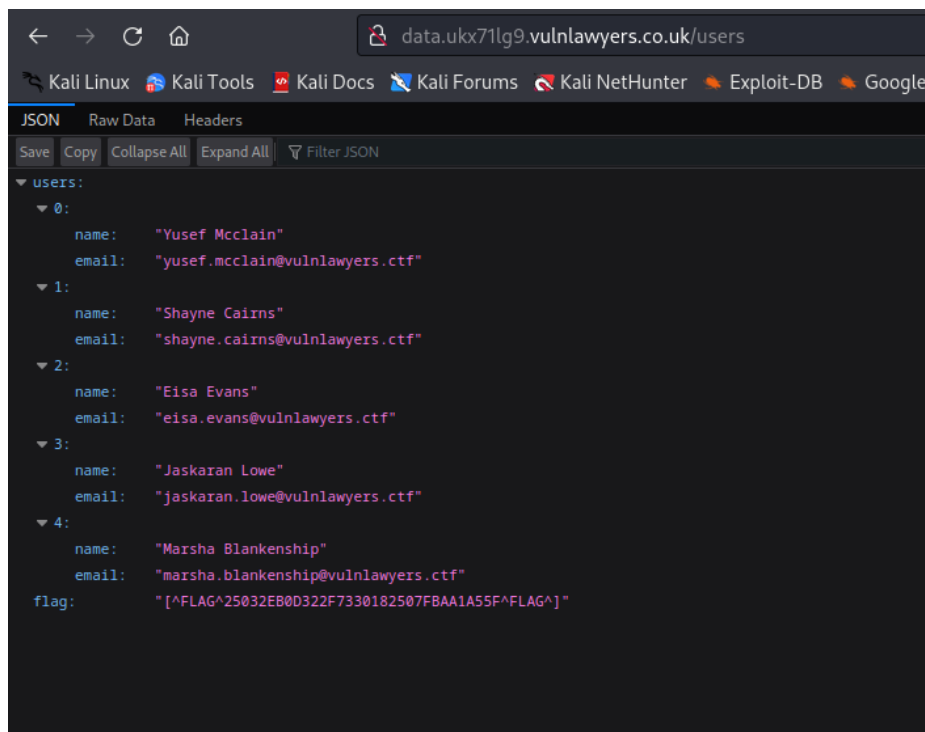 data.ukx71lg9.vulnlawyers.co.uk/users
Kali Linux Kali Tools Kali Docs Kali Forums Kali NetHunter Exploit-DB Google
JSON Raw Data Headers
Save Copy Collapse All Expand All Filter JSON
users:
0:
name: "Yusef Mcclain"
email: "yusef.mcclain@vulnlawyers.ctf"
1:
name: "Shayne Cairns"
email: "shayne.cairns@vulnlawyers.ctf"
2:
name: "Eisa Evans"
email: "eisa.evans@vulnlawyers.ctf"
3:
name: "Jaskaran Lowe"
email: "jaskaran.lowe@vulnlawyers.ctf"
4:
name: "Marsha Blankenship"
email: "marsha.blankenship@vulnlawyers.ctf"
flag: "[^FLAG^25032EB0D322F7330182507FBAA1A55F^FLAG^]"